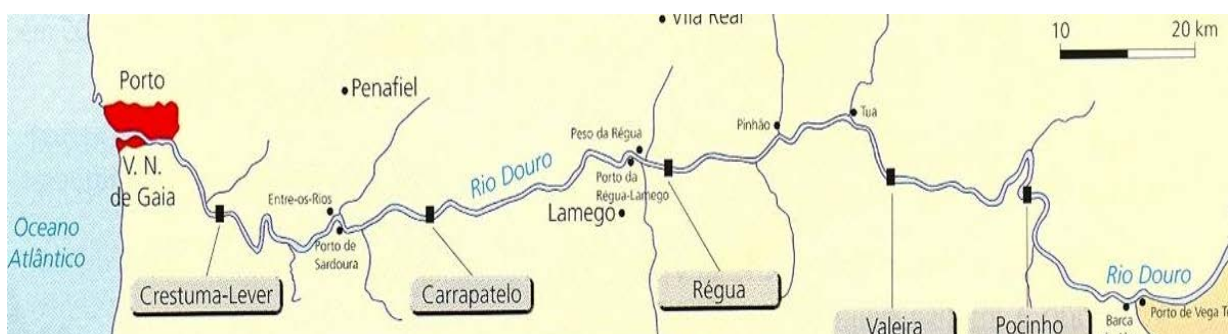 Vila Real
10 20 km
Porto
Penafiel
Tua
Pinhão
Peso da Régua
V. N.
de Gaia
Rio Douro
Porto da
Régua-Lamego
Entre-os-Rios
Lamego
Oceano
Atlântico
Porto de
Sardoura
Rio Douro
Crestuma-Lever
Carrapatelo
Régua
Valeira
Pocinho
Barca
Porto de Vega